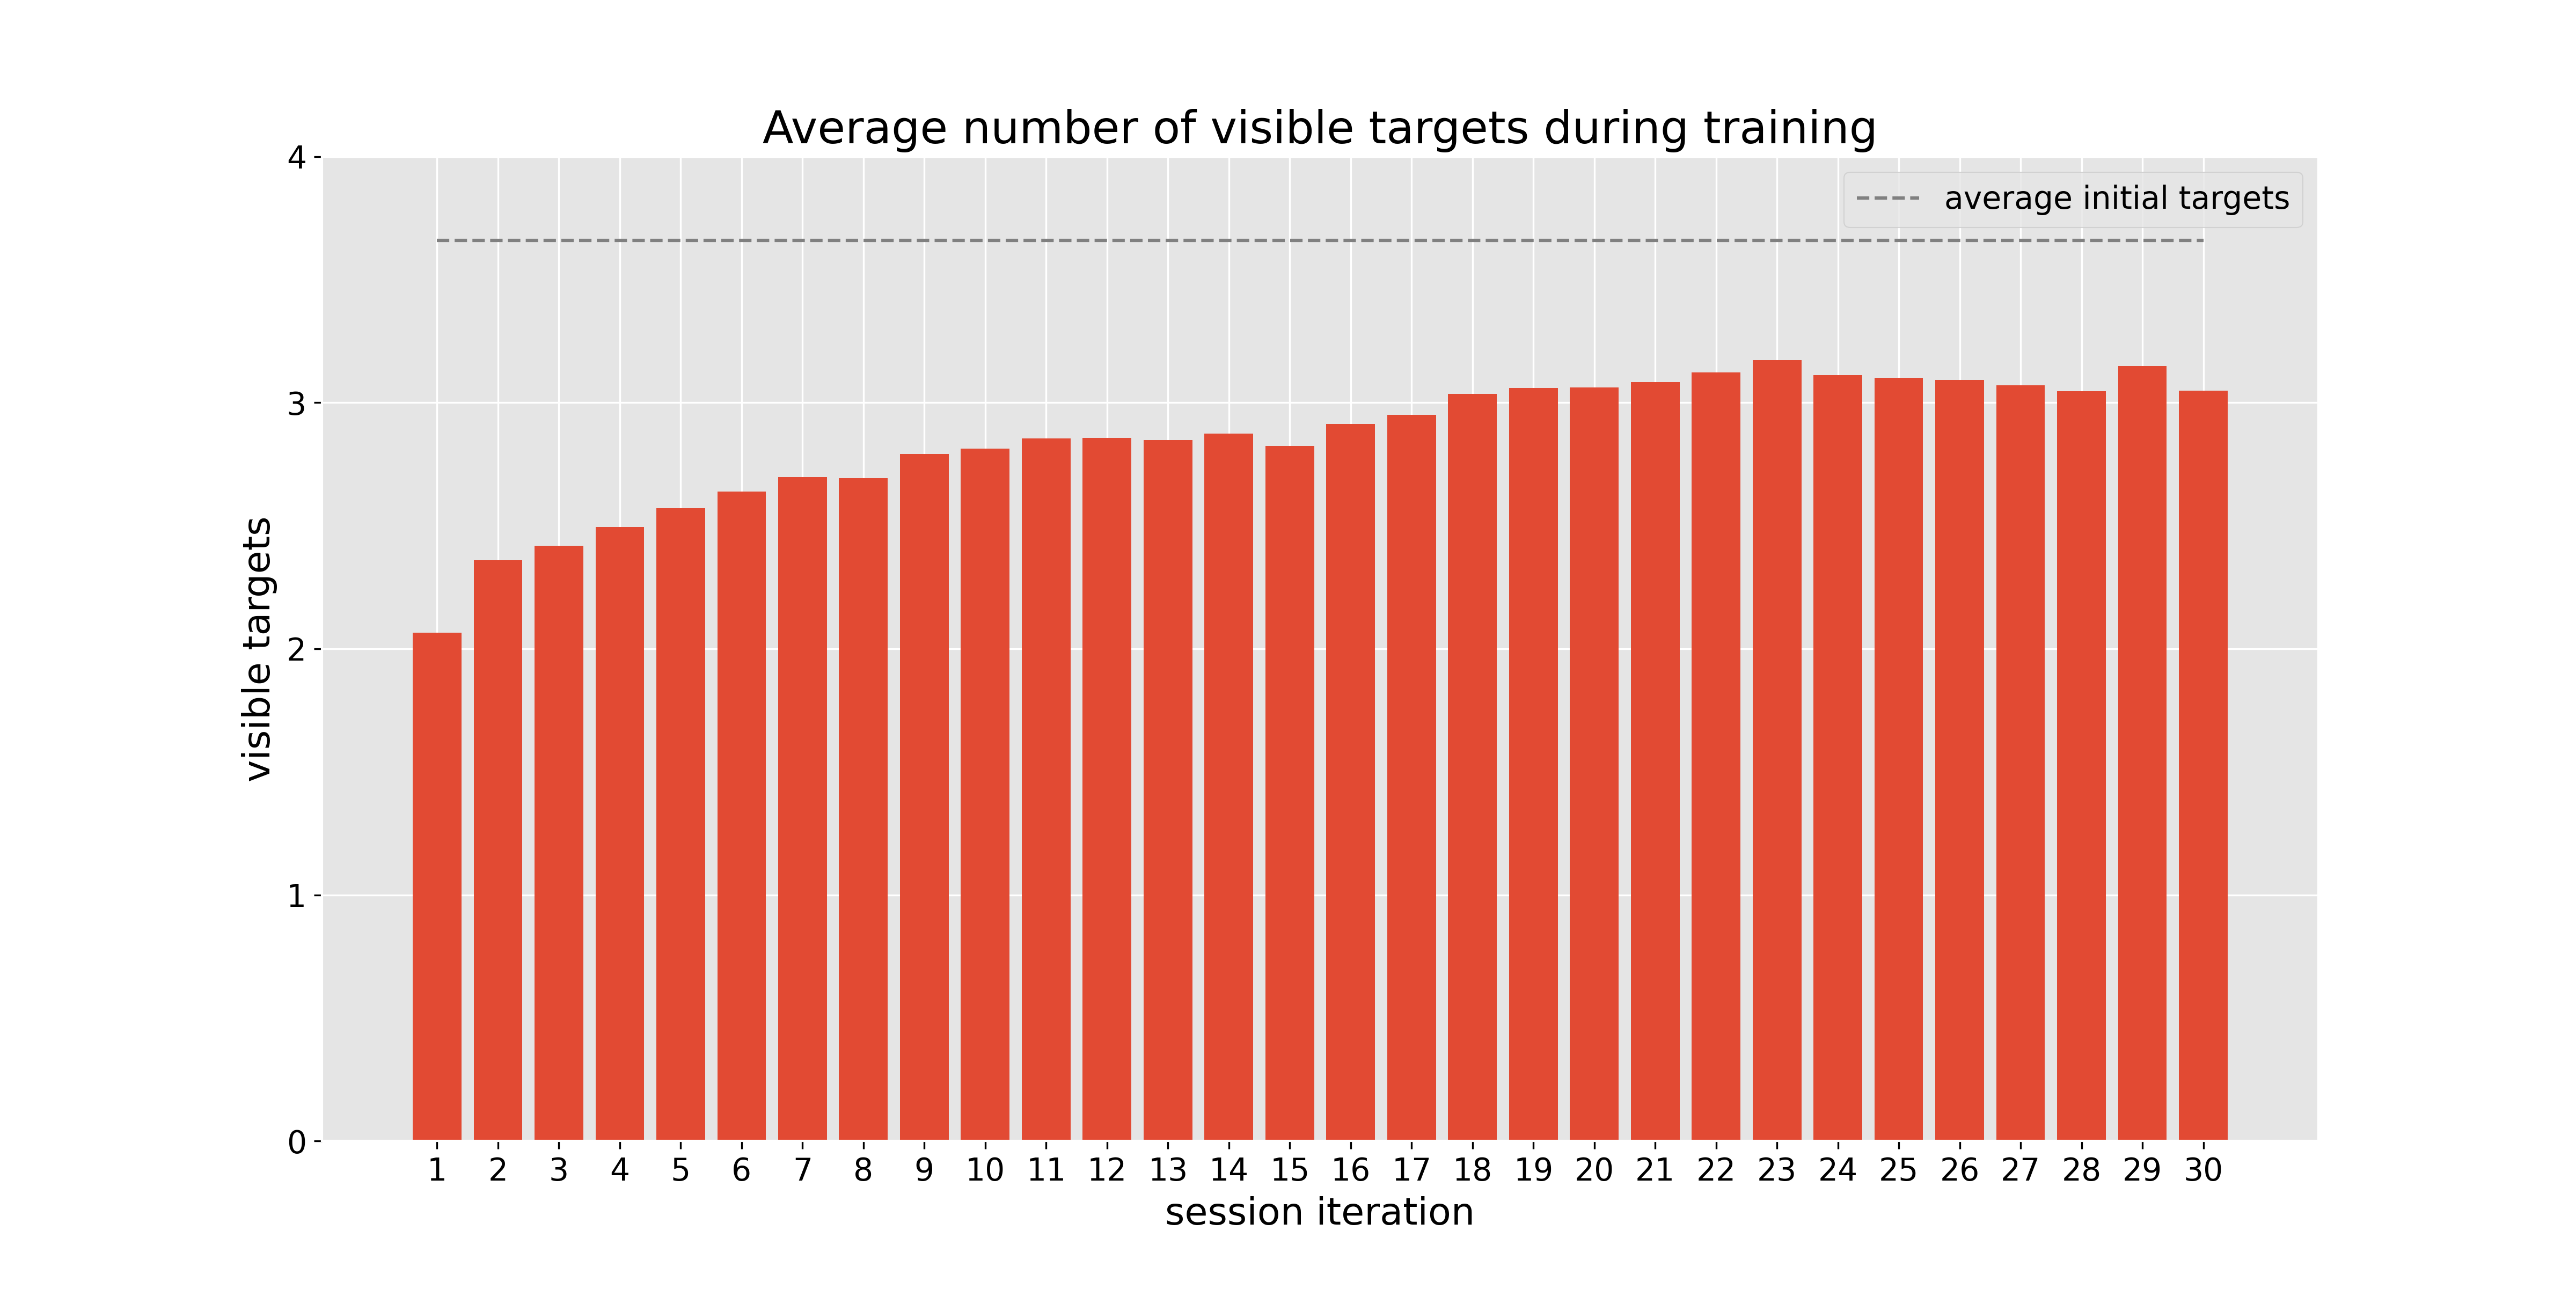 Average number of visible targets during training
average initial targets
4
3
2
1
0
visible targets
1 2 3 4 5 6 7 8 9 10 11 12 13 14 15 16 17 18 19 20 21 22 23 24 25 26 27 28 29 30
session iteration